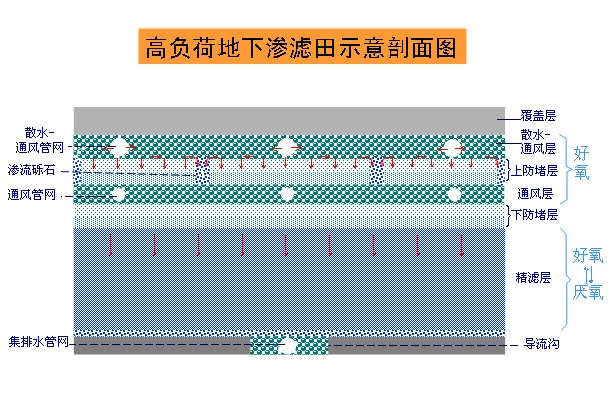 高负荷地下渗滤田示意剖面图
覆盖层
散水-
通风管网
散水-
通风层
渗流砾石
上防堵层
好
氧
通风管网
通风层
下防堵层
精滤层
好氧
厌氧
集排水管网
导流沟